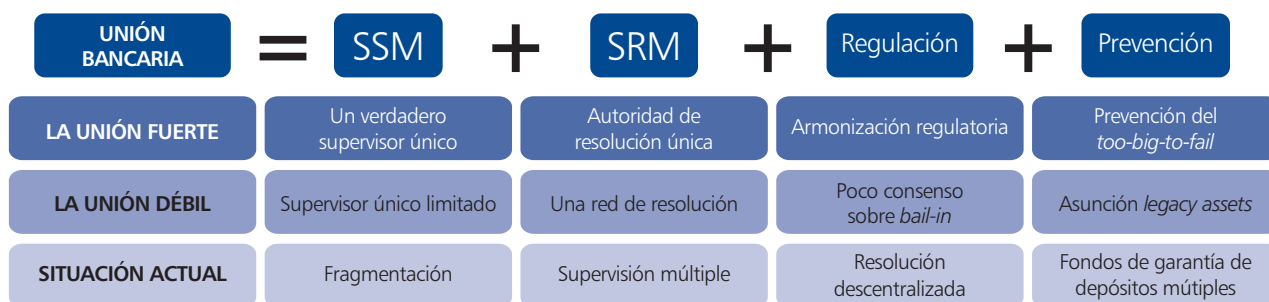 UNIÓN
BANCARIA
=
SSM
+
SRM
+
Regulación
+
Prevención
LA UNIÓN FUERTE
Un verdadero
supervisor único
Autoridad de
resolución única
Armonización regulatoria
Prevención del
too-big-to-fail
LA UNIÓN DÉBIL
Supervisor único limitado
Una red de resolución
Poco consenso
sobre bail-in
Asunción legacy assets
SITUACIÓN ACTUAL
Fragmentación
Supervisión múltiple
Resolución
descentralizada
Fondos de garantía de
depósitos mútiples